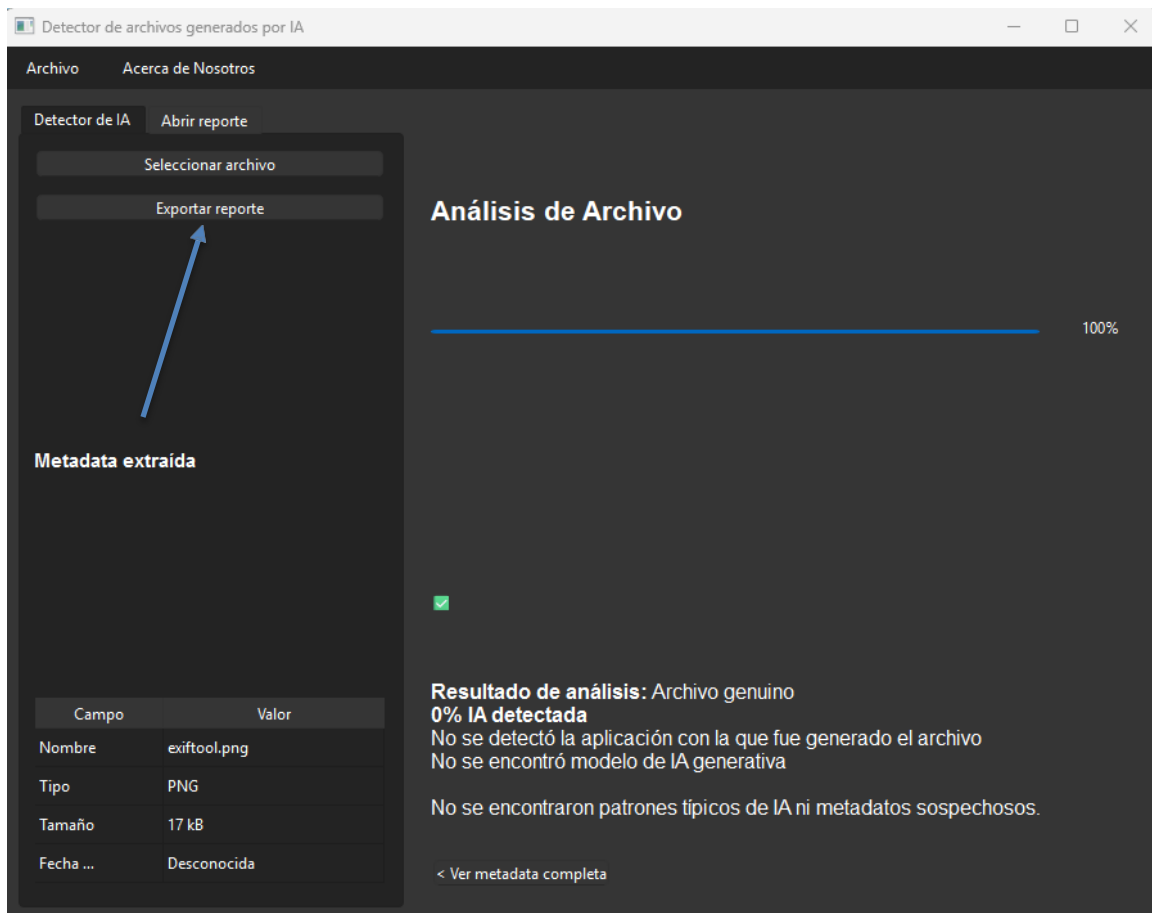 Detector de archivos generados por IA
Archivo Acerca de Nosotros
Detector de IA Abrir reporte
Seleccionar archivo
Exportar reporte
Metadata extraída
Campo Valor
Nombre exiftool.png
Tipo PNG
Tamaño 17 kB
Fecha ... Desconocida
Análisis de Archivo
100%
Resultado de análisis: Archivo genuino
0% IA detectada
No se detectó la aplicación con la que fue generado el archivo
No se encontró modelo de IA generativa
No se encontraron patrones típicos de IA ni metadatos sospechosos.
< Ver metadata completa